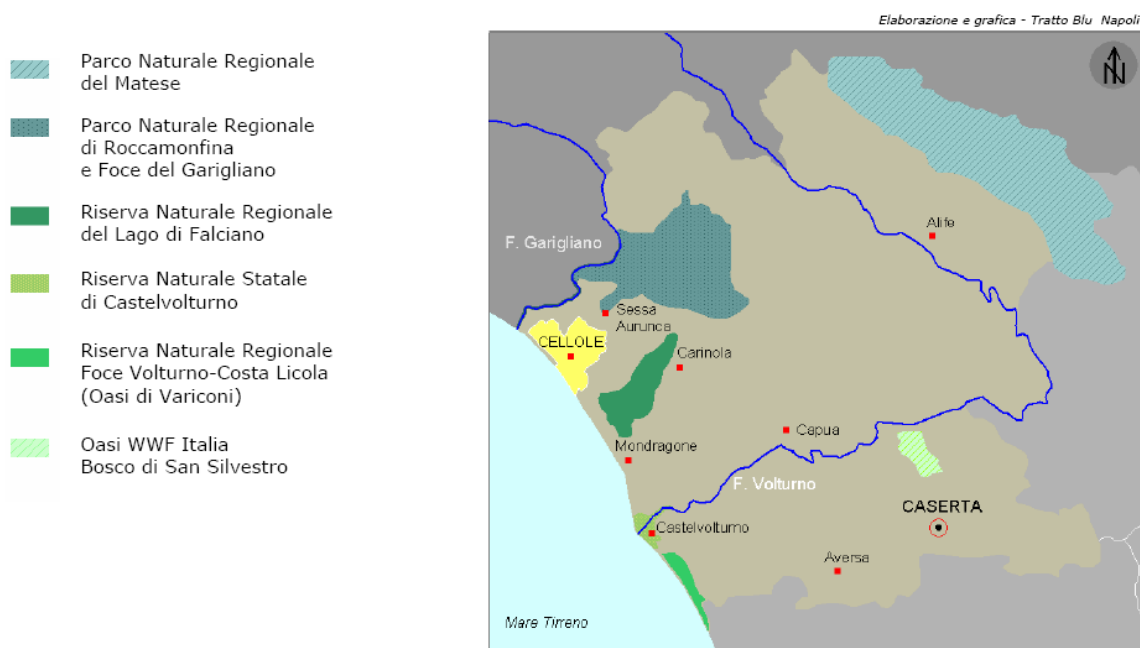 Elaborazione e grafica - Tratto Blu Napoli
Parco Naturale Regionale
del Matese
Parco Naturale Regionale
di Roccamonfina
e Foce del Garigliano
Riserva Naturale Regionale
del Lago di Falciano
Riserva Naturale Statale
di Castelvolturno
Riserva Naturale Regionale
Foce Volturno-Costa Licola
(Oasi di Variconi)
Oasi WWF Italia
Bosco di San Silvestro
N
Alife
F. Garigliano
Sessa
Aurunca
CELLOLE
Carinola
Capua
Mondragone
F. Volturno
CASERTA
Castelvolturno
Aversa
Mare Tirreno